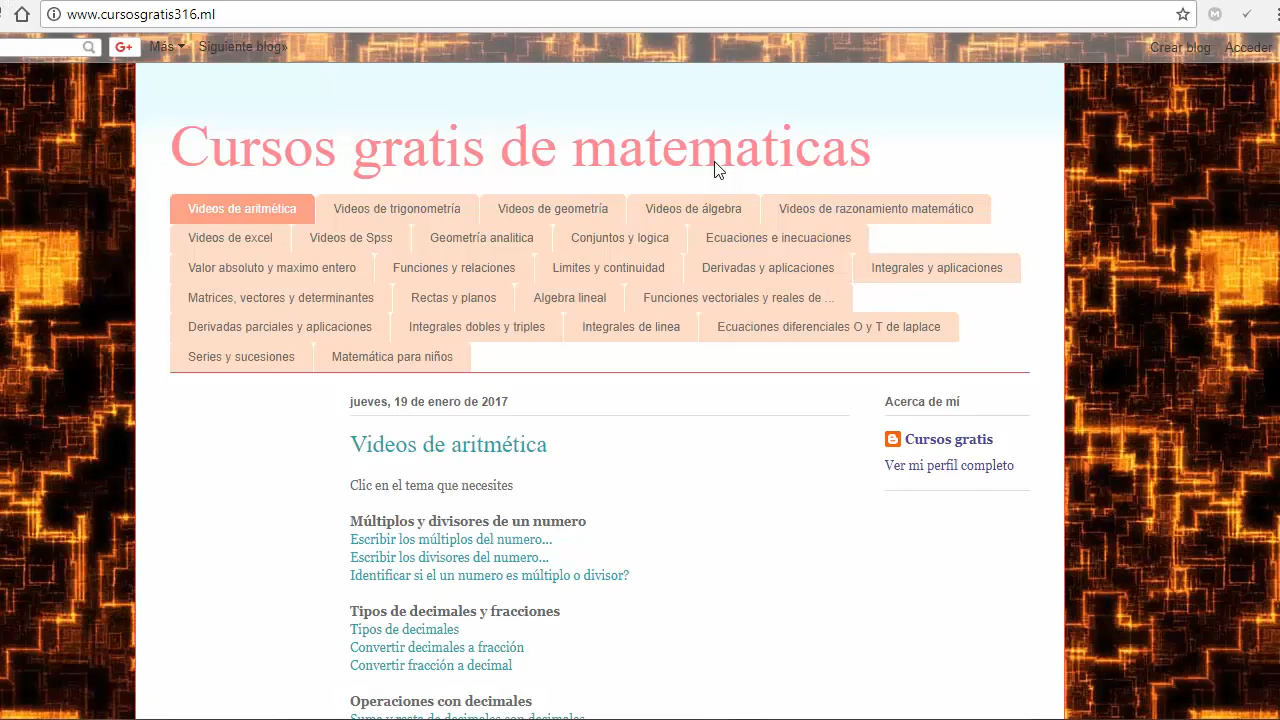 www.cursosgratis316.ml
G+ Más Siguiente blog» Crear blog Acceder
Cursos gratis de matematicas
Videos de aritmética Videos de trigonometría Videos de geometría Videos de álgebra Videos de razonamiento matemático
Videos de excel Videos de Spss Geometría analitica Conjuntos y logica Ecuaciones e inecuaciones
Valor absoluto y maximo entero Funciones y relaciones Limites y continuidad Derivadas y aplicaciones Integrales y aplicaciones
Matrices, vectores y determinantes Rectas y planos Algebra lineal Funciones vectoriales y reales de ...
Derivadas parciales y aplicaciones Integrales dobles y triples Integrales de linea Ecuaciones diferenciales O y T de laplace
Series y sucesiones Matemática para niños
jueves, 19 de enero de 2017
Videos de aritmética
Clic en el tema que necesites
Múltiplos y divisores de un numero
Escribir los múltiplos del numero...
Escribir los divisores del numero...
Identificar si el un numero es múltiplo o divisor?
Tipos de decimales y fracciones
Tipos de decimales
Convertir decimales a fracción
Convertir fracción a decimal
Operaciones con decimales
Suma y resta de decimales con decimales
Acerca de mí
Cursos gratis
Ver mi perfil completo